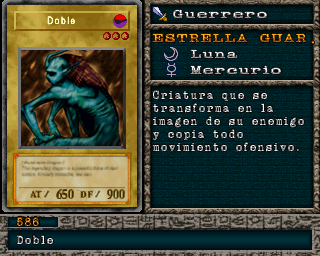 Doble
AT/ 650 DF/ 900
Guerrero
ESTRELLA GUAR.
Luna
Mercurio
Criatura que se
transforma en la
imagen de su enemigo
y copia todo
movimiento ofensivo.
586
Doble